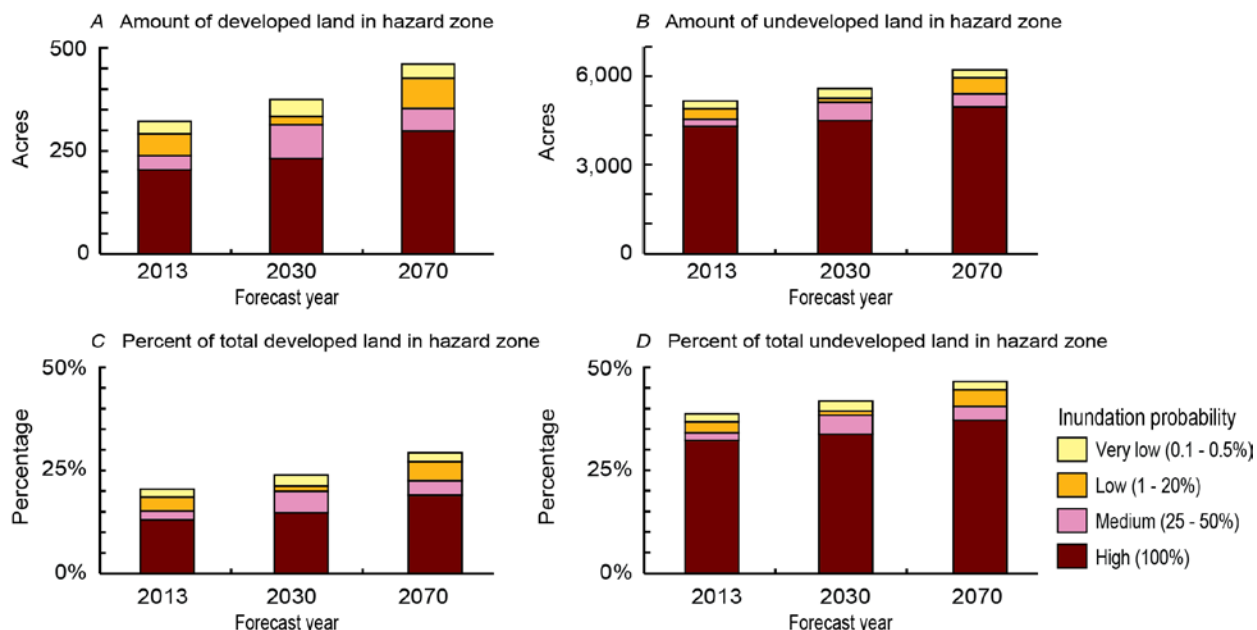 A Amount of developed land in hazard zone
500
250
0
Acres
2013 2030 2070
Forecast year
B Amount of undeveloped land in hazard zone
6,000
3,000
0
Acres
2013 2030 2070
Forecast year
C Percent of total developed land in hazard zone
50%
25%
0%
Percentage
2013 2030 2070
Forecast year
D Percent of total undeveloped land in hazard zone
50%
25%
0%
Percentage
2013 2030 2070
Forecast year
Inundation probability
Very low (0.1 - 0.5%)
Low (1 - 20%)
Medium (25 - 50%)
High (100%)